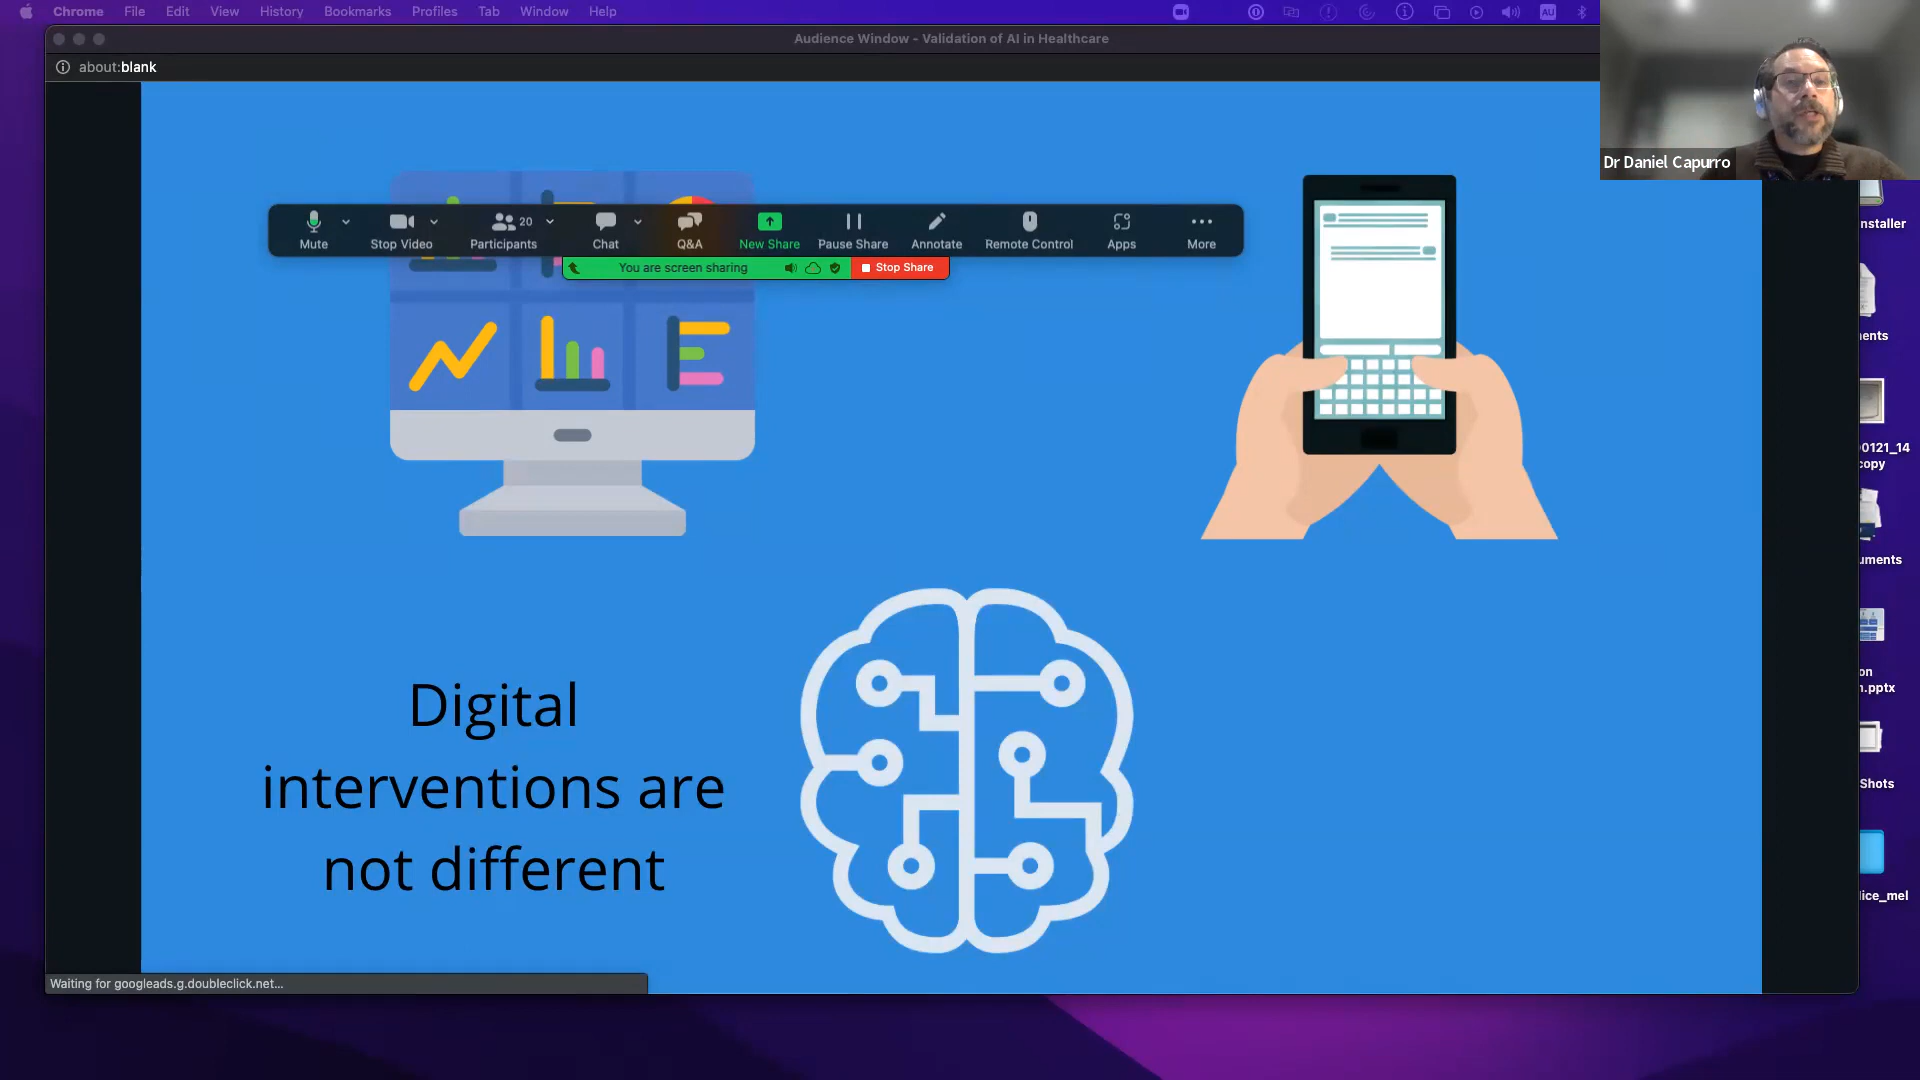 Chrome File Edit View History Bookmarks Profiles Tab Window Help
AU
Audience Window - Validation of AI in Healthcare
about:blank
Dr Daniel Capurro
Mute
Stop Video
20
Participants
Chat
Q&A
New Share
Pause Share
Annotate
Remote Control
Apps
More
You are screen sharing
Stop Share
Digital
interventions are
not different
nstaller
ents
0121_14
copy
uments
on
n.pptx
Shots
lice_mel
Waiting for googleads.g.doubleclick.net...